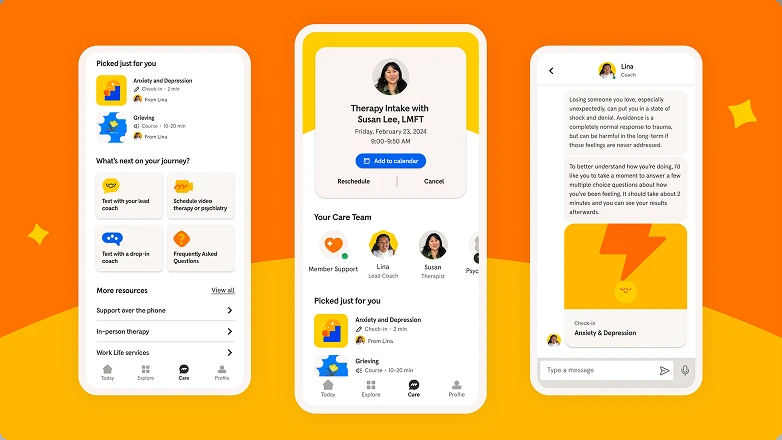 Picked just for you
Anxiety and Depression
Check-in • 2 min
From Lina
Grieving
Course • 10-20 min
From Lina
What's next on your journey?
Text with your lead
coach
Schedule video
therapy or psychiatry
Text with a drop-in
coach
Frequently Asked
Questions
More resources
View all
Support over the phone
In-person therapy
Work Life services
Today
Explore
Care
Profile
Therapy Intake with
Susan Lee, LMFT
Friday, February 23, 2024
9:00-9:50 AM
Add to calendar
Reschedule
Cancel
Your Care Team
Member Support
Lina
Lead Coach
Susan
Therapist
Psyc
Picked just for you
Anxiety and Depression
Check-in • 2 min
From Lina
Grieving
Course • 10-20 min
Today
Explore
Care
Profile
Lina
Coach
Losing someone you love, especially
unexpectedly, can put you in a state of
shock and denial. Avoidance is a
completely normal response to trauma,
but can be harmful in the long-term if
those feelings are never addressed.
To better understand how you're doing, I'd
like you to take a moment to answer a few
multiple choice questions about how
you've been feeling. It should take about 2
minutes and you can see your results
afterwards.
Check-in
Anxiety & Depression
Type a message